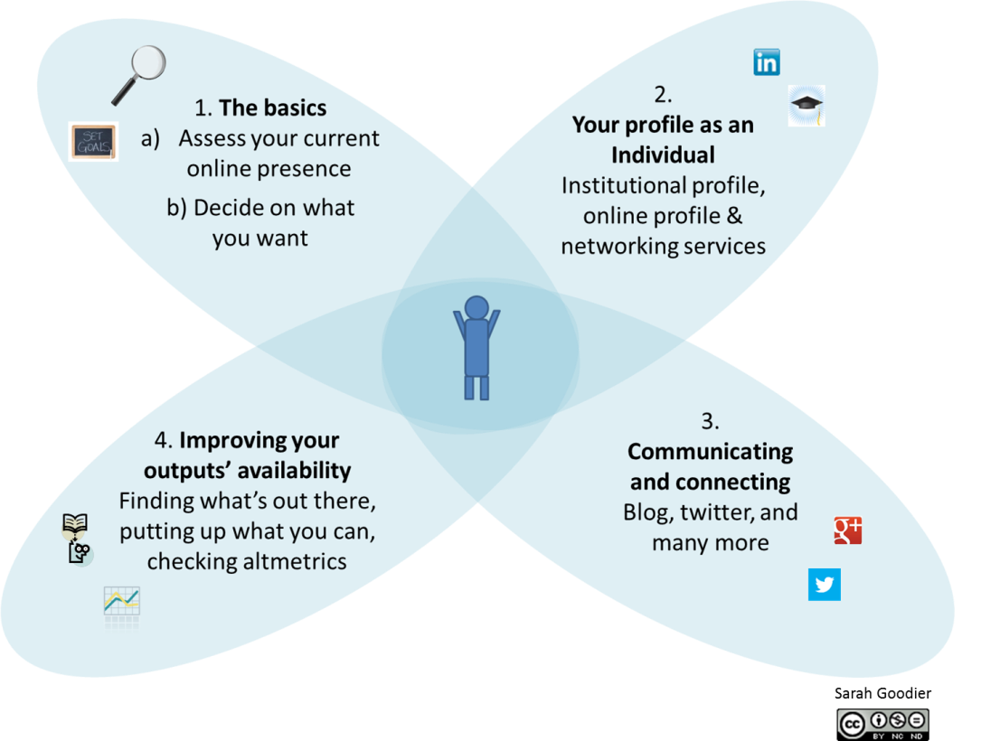 1. The basics
a) Assess your current
online presence
b) Decide on what
you want
SET
GOALS
2.
Your profile as an
Individual
Institutional profile,
online profile &
networking services
in
3.
Communicating
and connecting
Blog, twitter, and
many more
g+
4. Improving your
outputs’ availability
Finding what’s out there,
putting up what you can,
checking altmetrics
Sarah Goodier
cc
BY NC ND